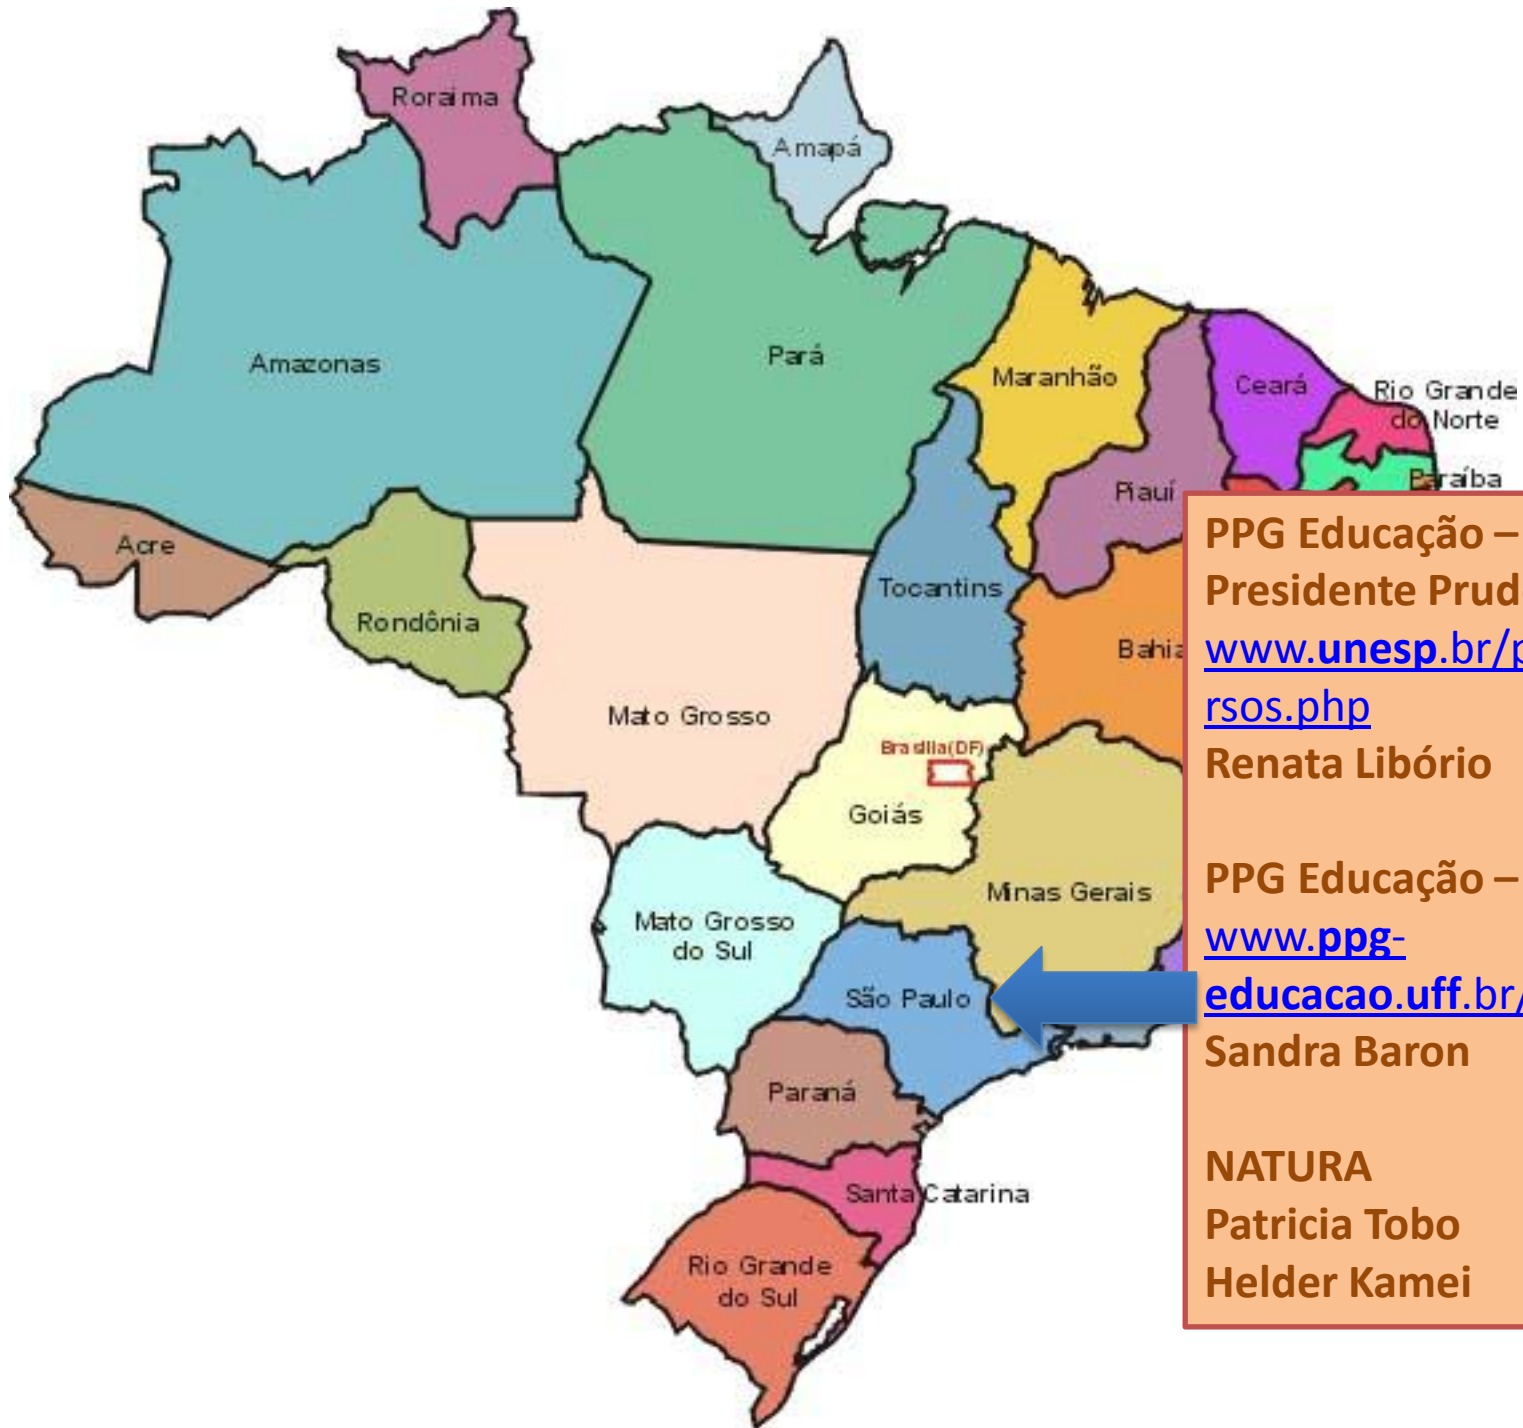 Roraima
Amapá
Amazonas
Pará
Maranhão
Ceará
Rio Grande
do Norte
Paraíba
Piauí
Acre
Rondônia
Tocantins
Bahia
Mato Grosso
Brasília(DF)
Goiás
Minas Gerais
Mato Grosso
do Sul
São Paulo
Paraná
Santa Catarina
Rio Grande
do Sul
PPG Educação –
Presidente Prud
www.unesp.br/p
rsos.php
Renata Libório
PPG Educação –
www.ppg-
educacao.uff.br/
Sandra Baron
NATURA
Patricia Tobo
Helder Kamei